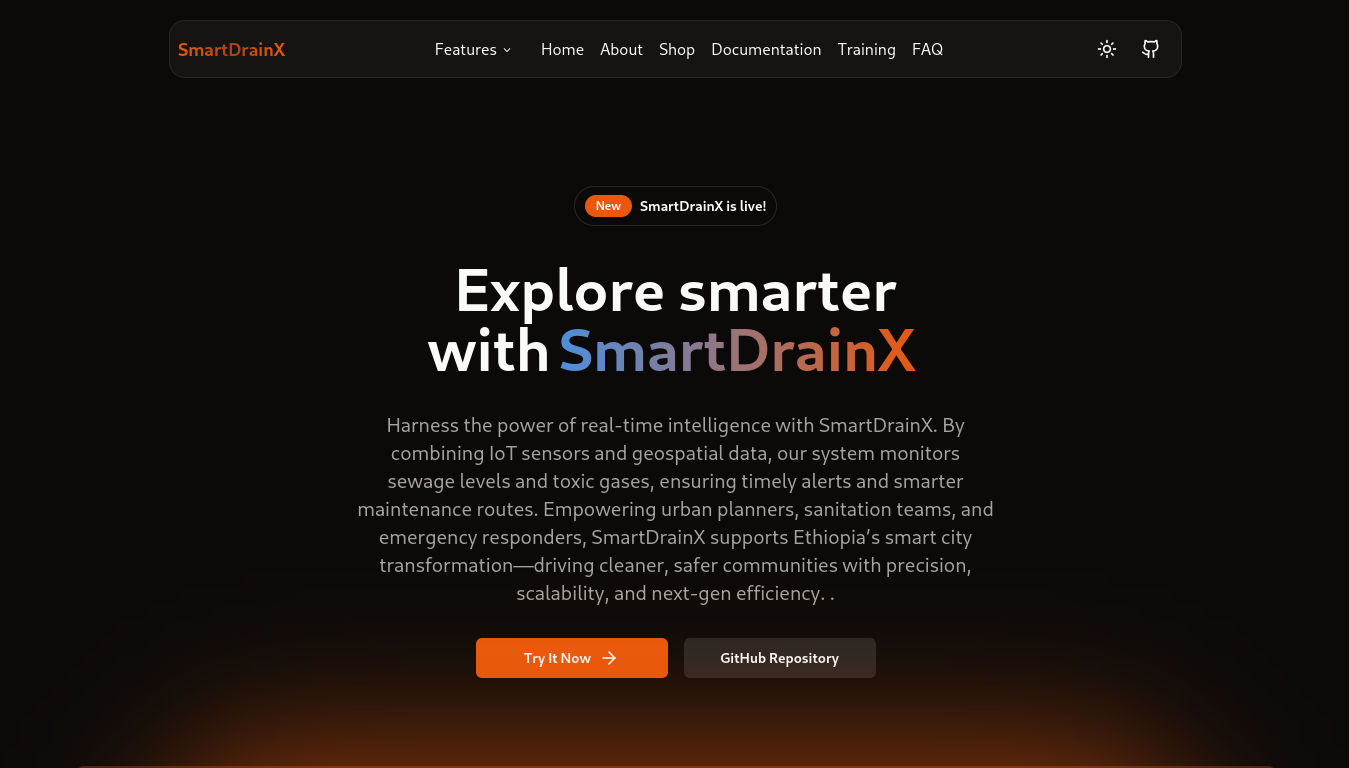 SmartDrainX
Features Home About Shop Documentation Training FAQ
New SmartDrainX is live!
Explore smarter
with SmartDrainX
Harness the power of real-time intelligence with SmartDrainX. By
combining IoT sensors and geospatial data, our system monitors
sewage levels and toxic gases, ensuring timely alerts and smarter
maintenance routes. Empowering urban planners, sanitation teams, and
emergency responders, SmartDrainX supports Ethiopia’s smart city
transformation—driving cleaner, safer communities with precision,
scalability, and next-gen efficiency. .
Try It Now
GitHub Repository